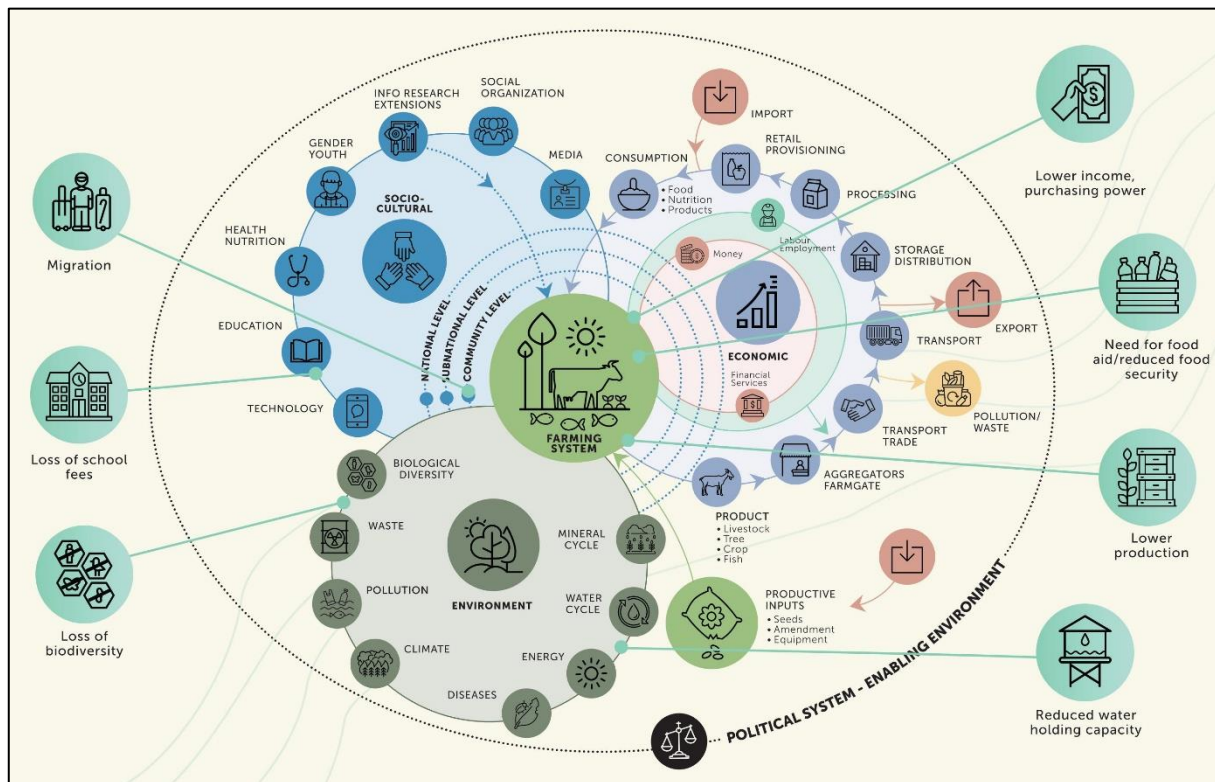 SOCIAL
ORGANIZATION
INFO RESEARCH
EXTENSIONS
GENDER
YOUTH
MEDIA
SOCIO-
CULTURAL
HEALTH
NUTRITION
EDUCATION
TECHNOLOGY
NATIONAL LEVEL
SUBNATIONAL LEVEL
COMMUNITY LEVEL
IMPORT
RETAIL
PROVISIONING
CONSUMPTION
• Food
• Nutrition
• Products
PROCESSING
Labour
Employment
Money
STORAGE
DISTRIBUTION
ECONOMIC
EXPORT
TRANSPORT
Financial
Services
POLLUTION/
WASTE
TRANSPORT
TRADE
AGGREGATORS
FARMGATE
FARMING
SYSTEM
PRODUCT
• Livestock
• Tree
• Crop
• Fish
BIOLOGICAL
DIVERSITY
WASTE
MINERAL
CYCLE
POLLUTION
ENVIRONMENT
WATER
CYCLE
CLIMATE
ENERGY
DISEASES
PRODUCTIVE
INPUTS
• Seeds
• Amendment
• Equipment
POLITICAL SYSTEM - ENABLING ENVIRONMENT
Migration
Loss of school
fees
Loss of
biodiversity
Lower income,
purchasing power
Need for food
aid/reduced food
security
Lower
production
Reduced water
holding capacity